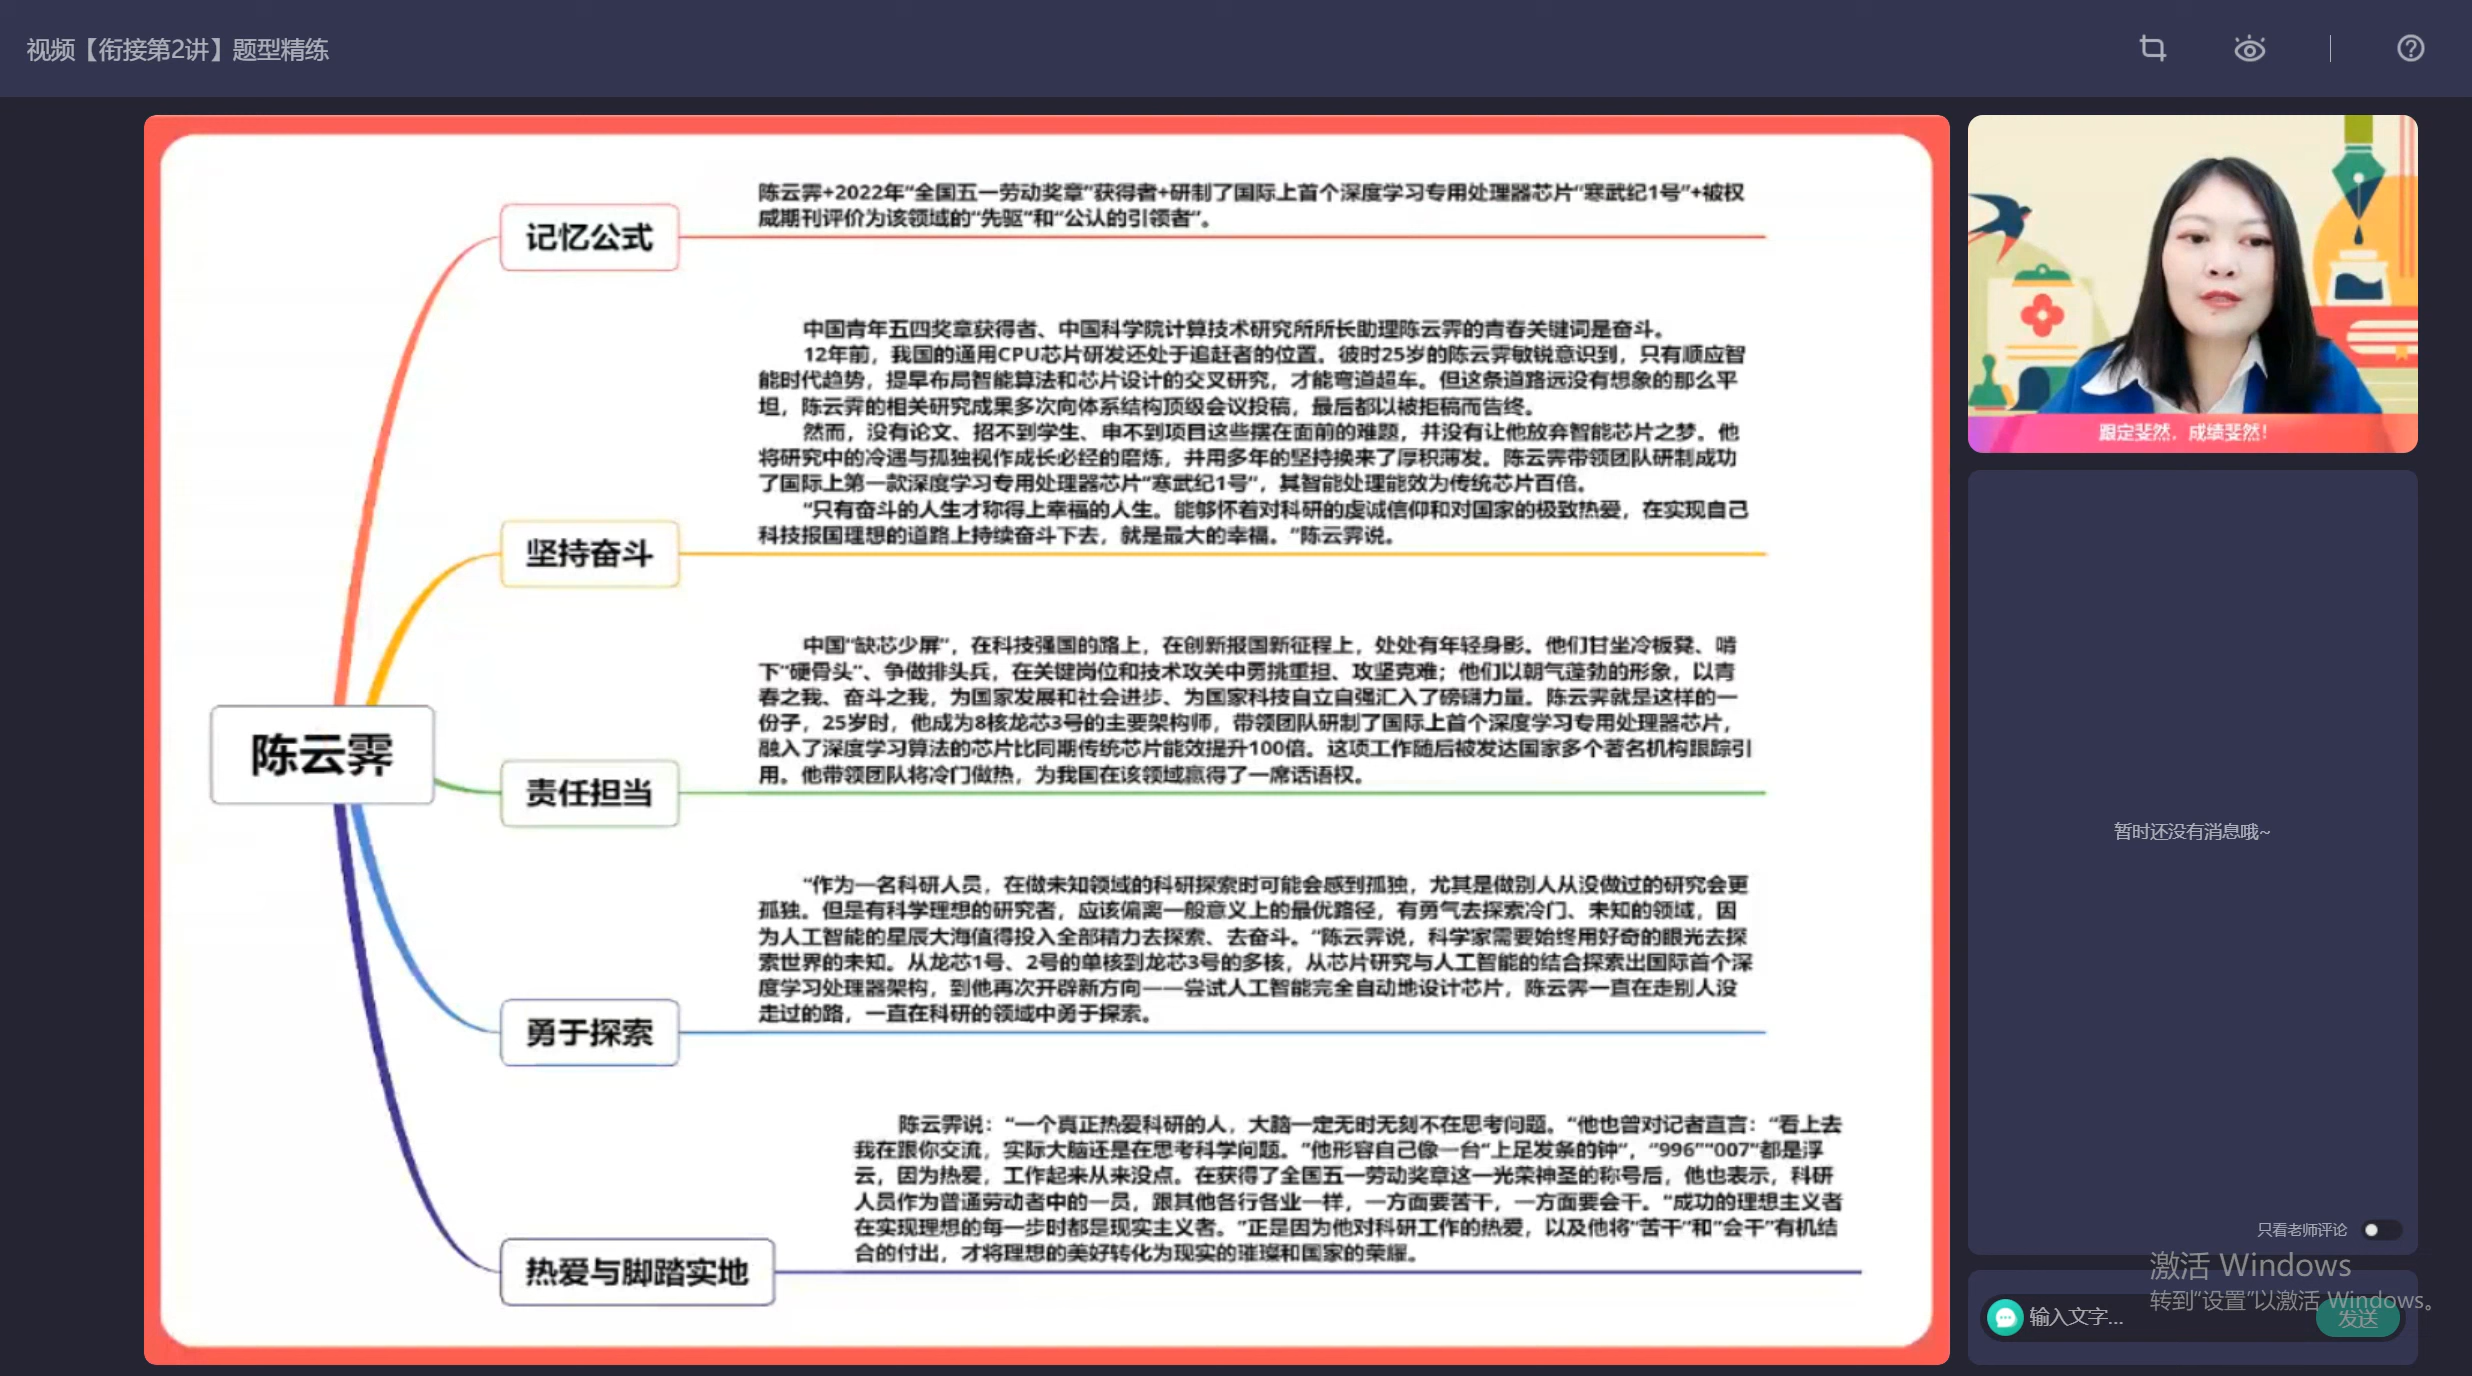 视频【衔接第2讲】题型精练
陈云霁+2022年“全国五一劳动奖章”获得者+研制了国际上首个深度学习专用处理器芯片“寒武纪1号”+被权
威期刊评价为该领域的“先驱”和“公认的引领者”。
记忆公式
中国青年五四奖章获得者、中国科学院计算技术研究所所长助理陈云霁的青春关键词是奋斗。
12年前，我国的通用CPU芯片研发还处于追赶者的位置。彼时25岁的陈云霁敏锐意识到，只有顺应智
能时代趋势，提早布局智能算法和芯片设计的交叉研究，才能弯道超车。但这条道路远没有想象的那么平
坦，陈云霁的相关研究成果多次向体系结构顶级会议投稿，最后都以被拒稿而告终。
然而，没有论文、招不到学生、申不到项目这些摆在面前的难题，并没有让他放弃智能芯片之梦。他
将研究中的冷遇与孤独视作成长必经的磨炼，并用多年的坚持换来了厚积薄发。陈云霁带领团队研制成功
了国际上第一款深度学习专用处理器芯片“寒武纪1号”，其智能处理能效为传统芯片百倍。
“只有奋斗的人生才称得上幸福的人生。能够怀着对科研的虔诚信仰和对国家的极致热爱，在实现自己
科技报国理想的道路上持续奋斗下去，就是最大的幸福。”陈云霁说。
坚持奋斗
中国“缺芯少屏”，在科技强国的路上，在创新报国新征程上，处处有年轻身影。他们甘坐冷板凳、啃
下“硬骨头”、争做排头兵，在关键岗位和技术攻关中勇挑重担、攻坚克难；他们以朝气蓬勃的形象，以青
春之我、奋斗之我，为国家发展和社会进步、为国家科技自立自强汇入了磅礴力量。陈云霁就是这样的一
份子，25岁时，他成为8核龙芯3号的主要架构师，带领团队研制了国际上首个深度学习专用处理器芯片，
融入了深度学习算法的芯片比同期传统芯片能效提升100倍。这项工作随后被发达国家多个著名机构跟踪引
用。他带领团队将冷门做热，为我国在该领域赢得了一席话语权。
陈云霁
责任担当
“作为一名科研人员，在做未知领域的科研探索时可能会感到孤独，尤其是做别人从没做过的研究会更
孤独。但是有科学理想的研究者，应该偏离一般意义上的最优路径，有勇气去探索冷门、未知的领域，因
为人工智能的星辰大海值得投入全部精力去探索、去奋斗。”陈云霁说，科学家需要始终用好奇的眼光去探
索世界的未知。从龙芯1号、2号的单核到龙芯3号的多核，从芯片研究与人工智能的结合探索出国际首个深
度学习处理器架构，到他再次开辟新方向——尝试人工智能完全自动地设计芯片，陈云霁一直在走别人没
走过的路，一直在科研的领域中勇于探索。
勇于探索
陈云霁说：“一个真正热爱科研的人，大脑一定无时无刻不在思考问题。”他也曾对记者直言：“看上去
我在跟你交流，实际大脑还是在思考科学问题。”他形容自己像一台“上足发条的钟”，“996”“007”都是浮
云，因为热爱，工作起来从来没点。在获得了全国五一劳动奖章这一光荣神圣的称号后，他也表示，科研
人员作为普通劳动者中的一员，跟其他各行各业一样，一方面要苦干，一方面要会干。“成功的理想主义者
在实现理想的每一步时都是现实主义者。”正是因为他对科研工作的热爱，以及他将“苦干”和“会干”有机结
合的付出，才将理想的美好转化为现实的璀璨和国家的荣耀。
热爱与脚踏实地
跟定斐然，成绩斐然！
暂时还没有消息哦~
只看老师评论
激活 Windows
转到“设置”以激活 Windows。
输入文字...
发送